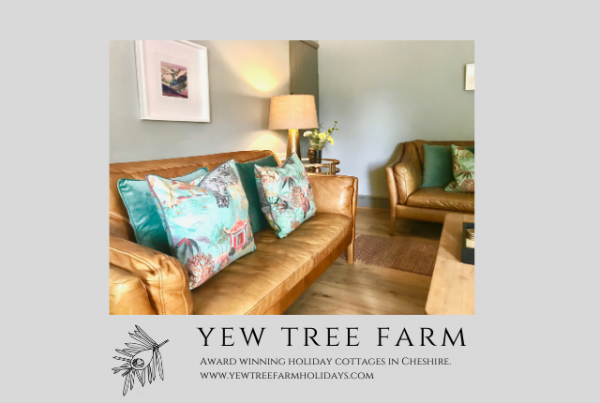 YEW TREE FARM
AWARD WINNING HOLIDAY COTTAGES IN CHESHIRE.
WWW.YEWTREEFARMHOLIDAYS.COM